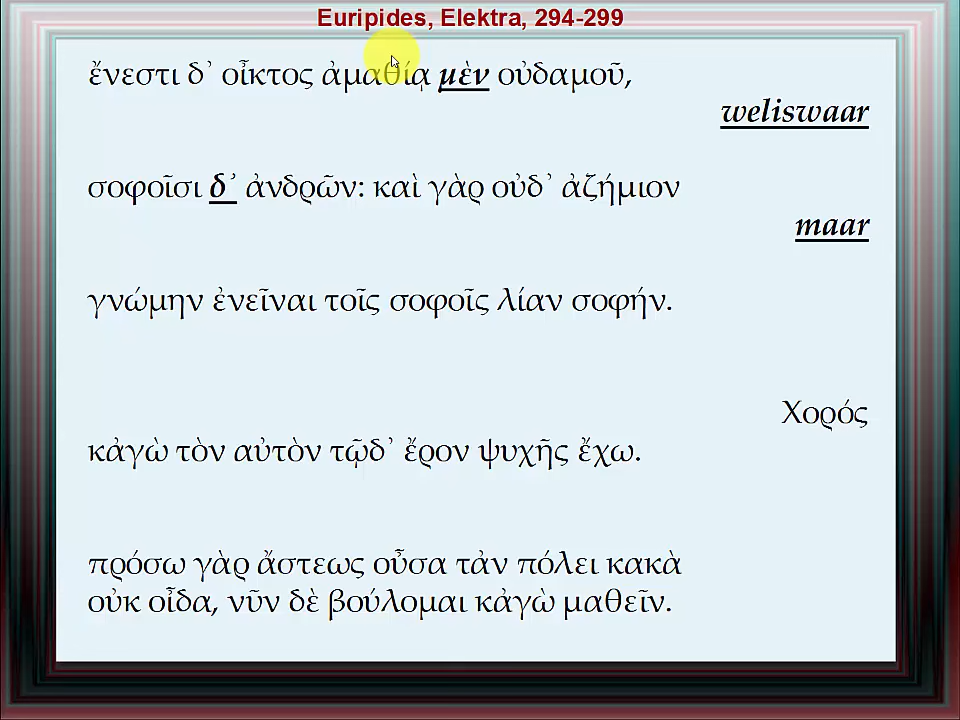 Euripides, Elektra, 294-299
ἔνεστι δ᾽ οἶκτος ἀμαθίᾳ μὲν οὐδαμοῦ,
weliswaar
σοφοῖσι δ᾽ ἀνδρῶν: καὶ γὰρ οὐδ᾽ ἀζήμιον
maar
γνώμην ἐνεῖναι τοῖς σοφοῖς λίαν σοφήν.
Χορός
κἀγὼ τὸν αὐτὸν τῷδ᾽ ἔρον ψυχῆς ἔχω.
πρόσω γὰρ ἄστεως οὖσα τἀν πόλει κακὰ
οὐκ οἶδα, νῦν δὲ βούλομαι κἀγὼ μαθεῖν.